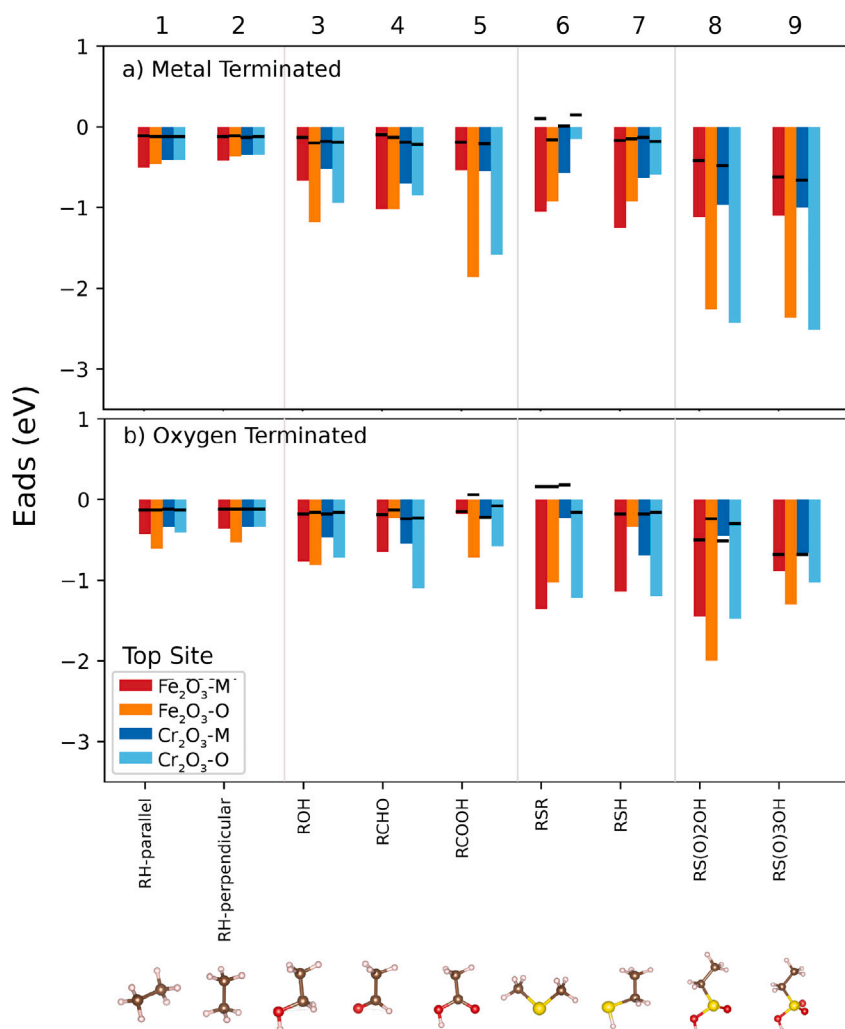 1 2 3 4 5 6 7 8 9
Eads (eV)
a) Metal Terminated
1
0
−1
−2
−3
b) Oxygen Terminated
1
0
−1
−2
−3
Top Site
Fe₂O₃-M
Fe₂O₃-O
Cr₂O₃-M
Cr₂O₃-O
RH-parallel
RH-perpendicular
ROH
RCHO
RCOOH
RSR
RSH
RS(O)2OH
RS(O)3OH